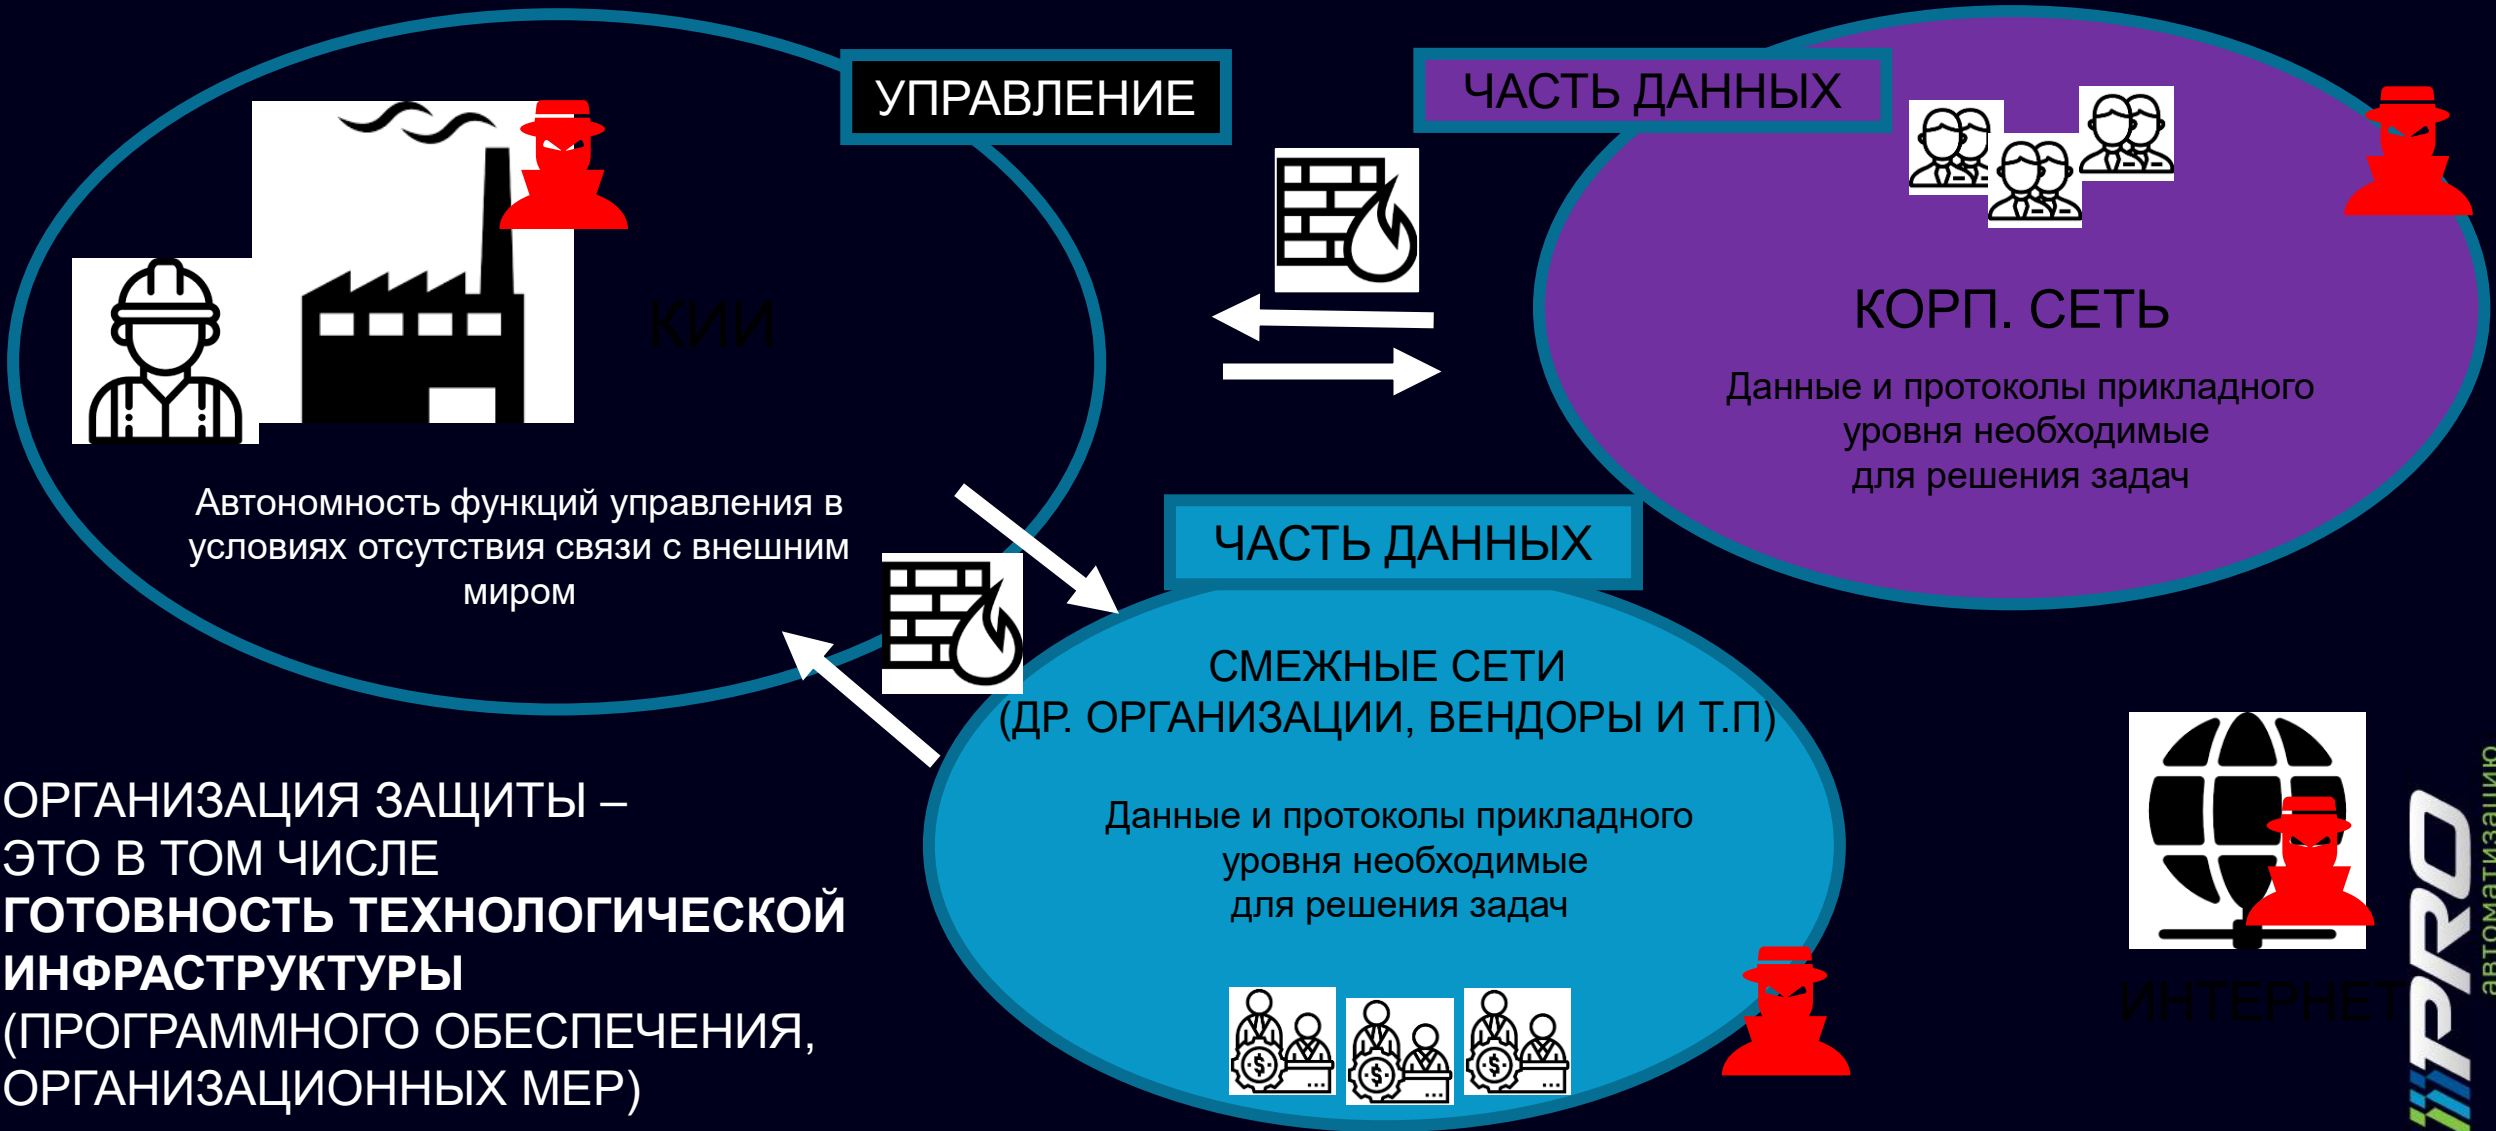 УПРАВЛЕНИЕ
ЧАСТЬ ДАННЫХ
КИИ
КОРП. СЕТЬ
Данные и протоколы прикладного
уровня необходимые
для решения задач
Автономность функций управления в
условиях отсутствия связи с внешним
миром
ЧАСТЬ ДАННЫХ
СМЕЖНЫЕ СЕТИ
(ДР. ОРГАНИЗАЦИИ, ВЕНДОРЫ И Т.П)
Данные и протоколы прикладного
уровня необходимые
для решения задач
ОРГАНИЗАЦИЯ ЗАЩИТЫ –
ЭТО В ТОМ ЧИСЛЕ
ГОТОВНОСТЬ ТЕХНОЛОГИЧЕСКОЙ
ИНФРАСТРУКТУРЫ
(ПРОГРАММНОГО ОБЕСПЕЧЕНИЯ,
ОРГАНИЗАЦИОННЫХ МЕР)
ИНТЕРНЕТ
PRO
автоматизацию